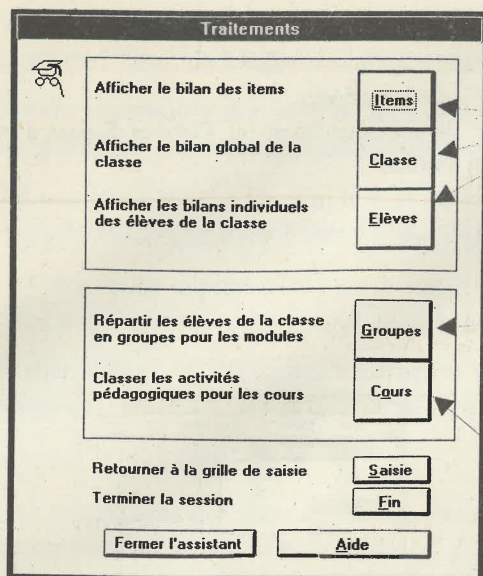 Traitements
Afficher le bilan des items
Items
Afficher le bilan global de la
classe
Classe
Afficher les bilans individuels
des élèves de la classe
Elèves
Répartir les élèves de la classe
en groupes pour les modules
Groupes
Classer les activités
pédagogiques pour les cours
Cours
Retourner à la grille de saisie
Saisie
Terminer la session
Fin
Fermer l'assistant
Aide